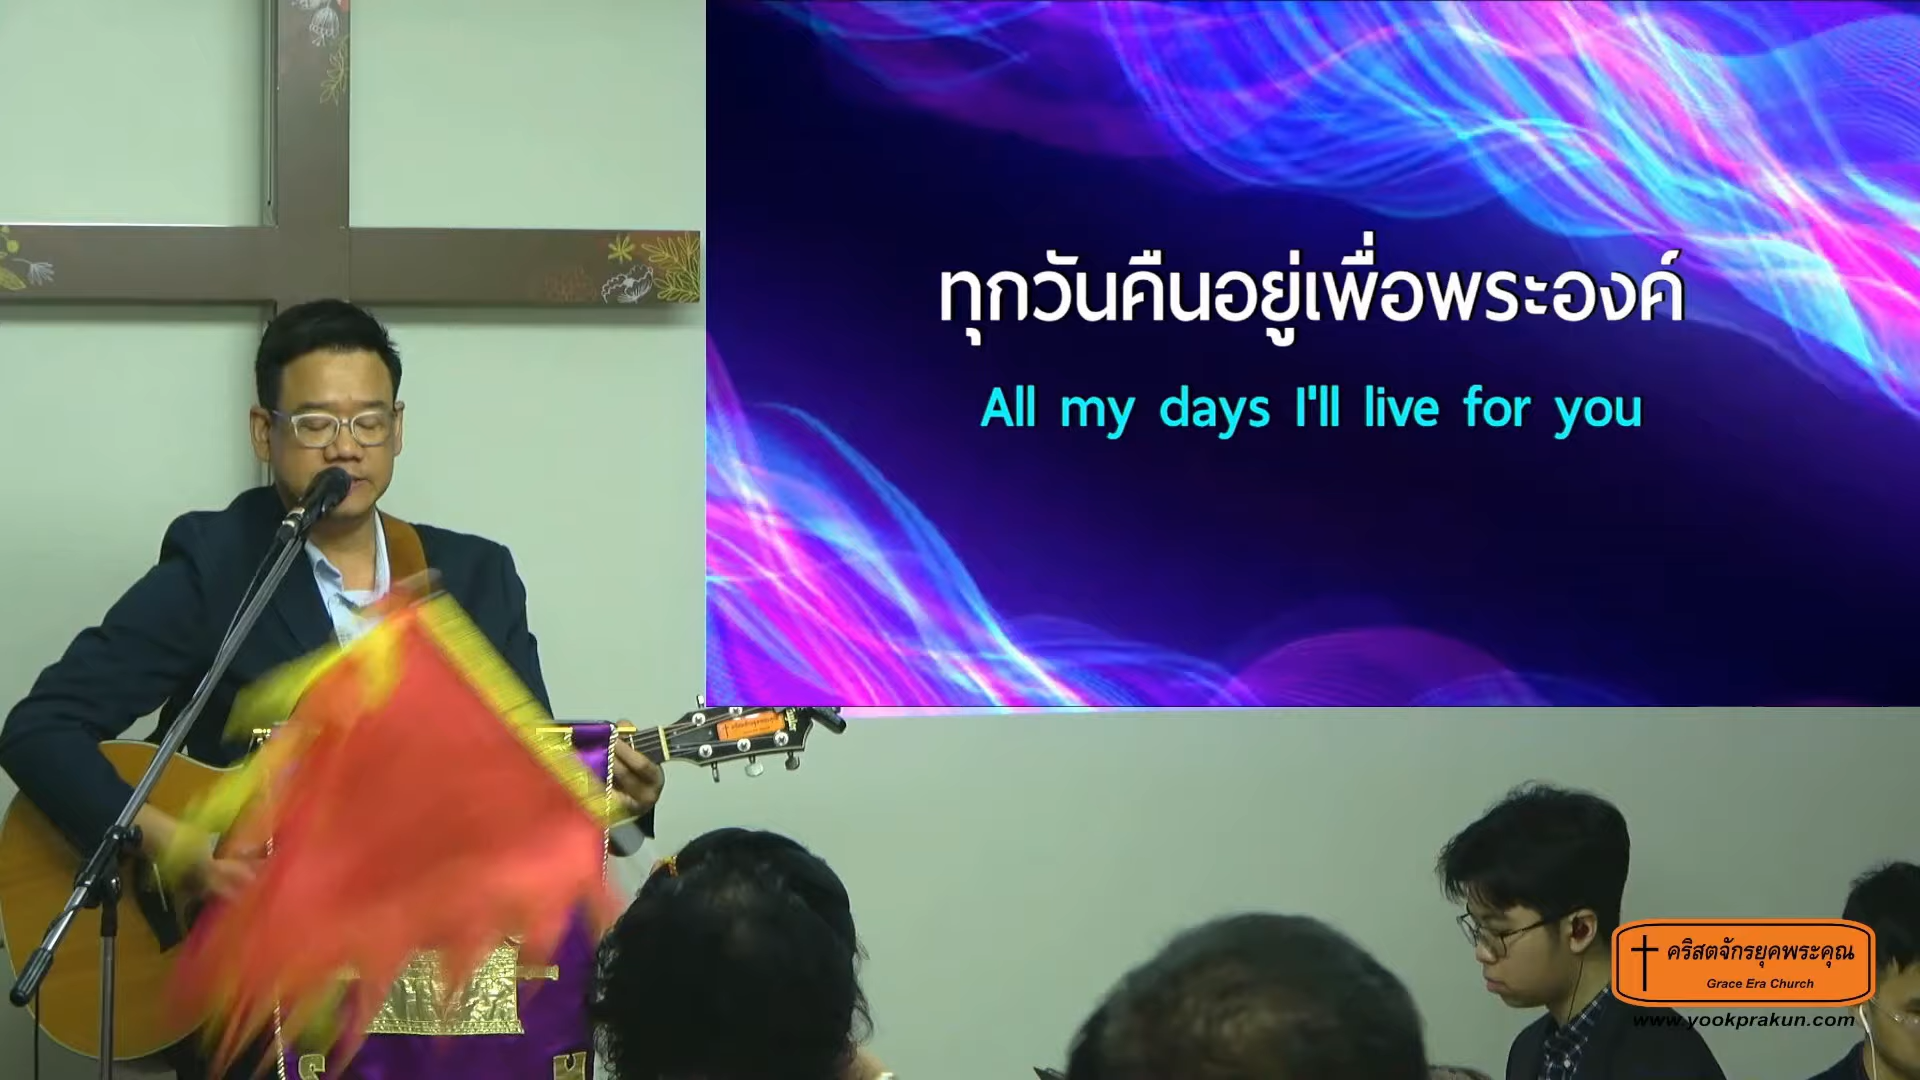 ทุกวันคืนอยู่เพื่อพระองค์
All my days I'll live for you
คริสตจักรยุคพระคุณ
Grace Era Church
www.yookprakun.com